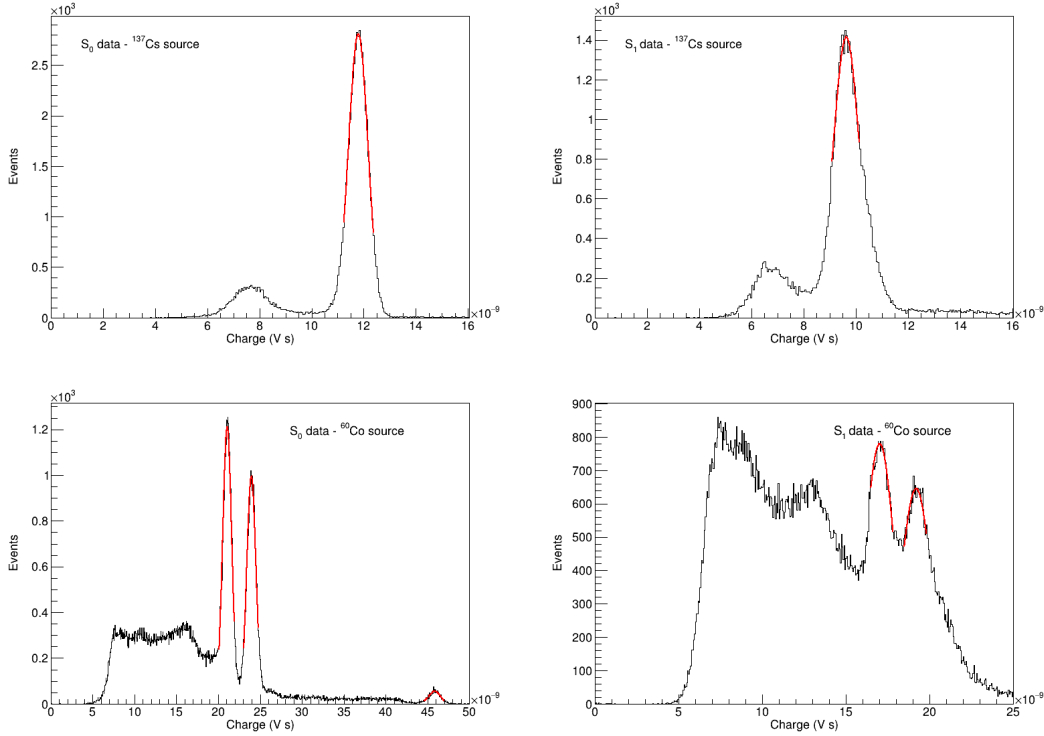 ×10³
S₀ data - ¹³⁷Cs source
2.5
2
1.5
1
0.5
0
Events
0 2 4 6 8 10 12 14 16 ×10⁻⁹
Charge (V s)
×10³
S₁ data - ¹³⁷Cs source
1.4
1.2
1
0.8
0.6
0.4
0.2
0
Events
0 2 4 6 8 10 12 14 16 ×10⁻⁹
Charge (V s)
×10³
S₀ data - ⁶⁰Co source
1.2
1
0.8
0.6
0.4
0.2
0
Events
0 5 10 15 20 25 30 35 40 45 50 ×10⁻⁹
Charge (V s)
S₁ data - ⁶⁰Co source
900
800
700
600
500
400
300
200
100
0
Events
0 5 10 15 20 25 ×10⁻⁹
Charge (V s)